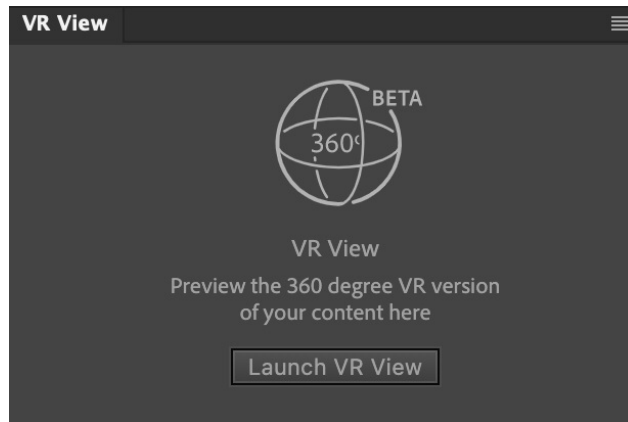 VR View
BETA
360°
VR View
Preview the 360 degree VR version
of your content here
Launch VR View